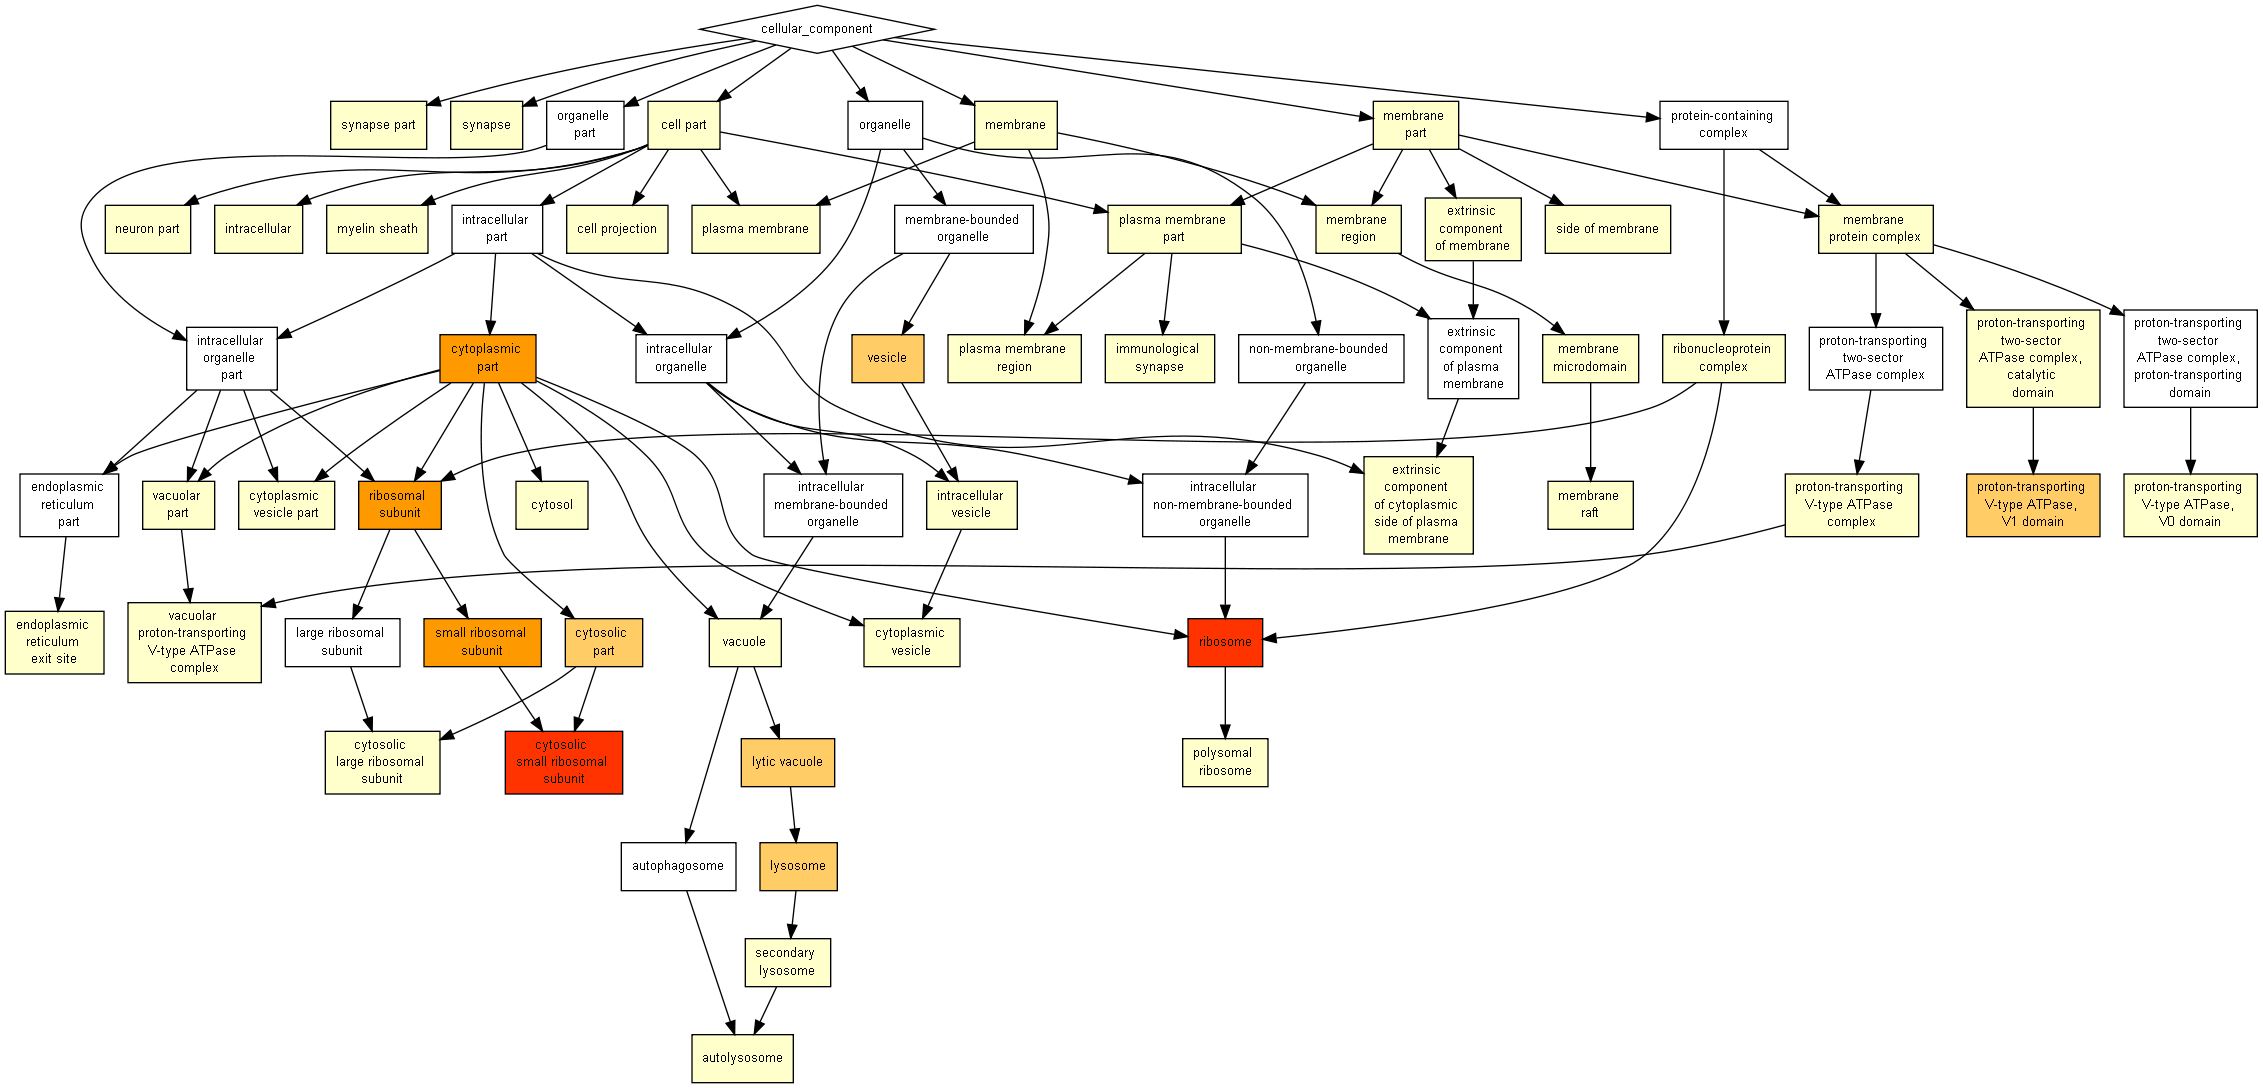 cellular_component
synapse part
synapse
organelle
part
cell part
organelle
membrane
membrane
part
protein-containing
complex
neuron part
intracellular
myelin sheath
intracellular
part
cell projection
plasma membrane
membrane-bounded
organelle
plasma membrane
part
membrane
region
extrinsic
component
of membrane
side of membrane
membrane
protein complex
intracellular
organelle
part
cytoplasmic
part
intracellular
organelle
vesicle
plasma membrane
region
immunological
synapse
non-membrane-bounded
organelle
extrinsic
component
of plasma
membrane
membrane
microdomain
ribonucleoprotein
complex
proton-transporting
two-sector
ATPase complex
proton-transporting
two-sector
ATPase complex,
catalytic
domain
proton-transporting
two-sector
ATPase complex,
proton-transporting
domain
endoplasmic
reticulum
part
vacuolar
part
cytoplasmic
vesicle part
ribosomal
subunit
cytosol
intracellular
membrane-bounded
organelle
intracellular
vesicle
intracellular
non-membrane-bounded
organelle
extrinsic
component
of cytoplasmic
side of plasma
membrane
membrane
raft
proton-transporting
V-type ATPase
complex
proton-transporting
V-type ATPase,
V1 domain
proton-transporting
V-type ATPase,
V0 domain
endoplasmic
reticulum
exit site
vacuolar
proton-transporting
V-type ATPase
complex
large ribosomal
subunit
small ribosomal
subunit
cytosolic
part
vacuole
cytoplasmic
vesicle
ribosome
cytosolic
large ribosomal
subunit
cytosolic
small ribosomal
subunit
lytic vacuole
polysomal
ribosome
autophagosome
lysosome
secondary
lysosome
autolysosome